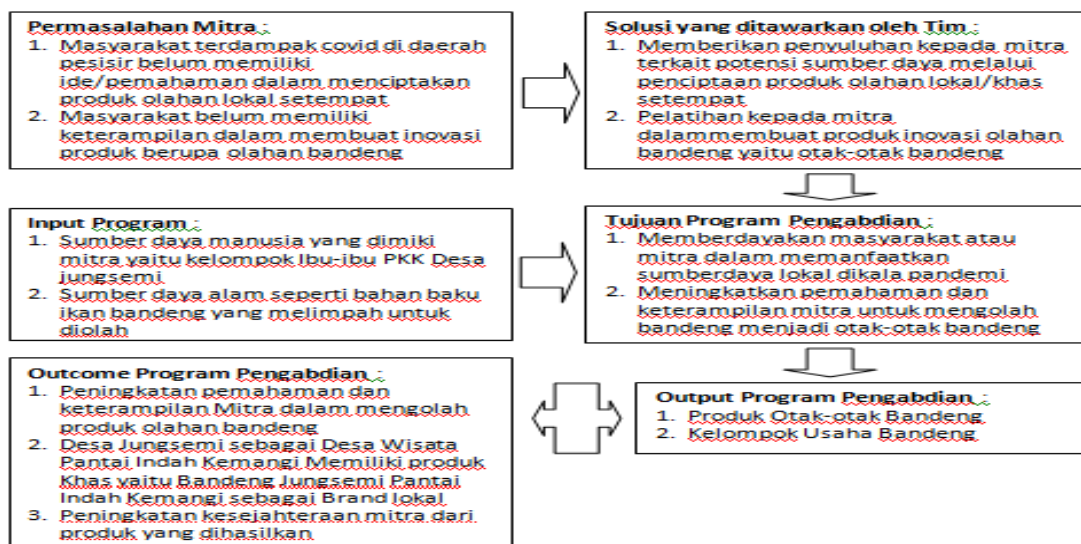 Permasalahan Mitra :
1. Masyarakat terdampak covid di daerah
pesisir belum memiliki
ide/pemahaman dalam menciptakan
produk olahan lokal setempat
2. Masyarakat belum memiliki
keterampilan dalam membuat inovasi
produk berupa olahan bandeng
Solusi yang ditawarkan oleh Tim :
1. Memberikan penyuluhan kepada mitra
terkait potensi sumber daya melalui
penciptaan produk olahan lokal/khas
setempat
2. Pelatihan kepada mitra
dalammembuat produk inovasi olahan
bandeng yaitu otak-otak bandeng
Input Program :
1. Sumber daya manusia yang dimiki
mitra yaitu kelompok Ibu-ibu PKK Desa
jungsemi
2. Sumber daya alam seperti bahan baku
ikan bandeng yang melimpah untuk
diolah
Tujuan Program Pengabdian :
1. Memberdayakan masyarakat atau
mitra dalam memanfaatkan
sumberdaya lokal dikala pandemi
2. Meningkatkan pemahaman dan
keterampilan mitra untuk mengolah
bandeng menjadi otak-otak bandeng
Outcome Program Pengabdian :
1. Peningkatan pemahaman dan
keterampilan Mitra dalam mengolah
produk olahan bandeng
2. Desa Jungsemi sebagai Desa Wisata
Pantai Indah Kemangi Memiliki produk
Khas yaitu Bandeng Jungsemi Pantai
Indah Kemangi sebagai Brand lokal
3. Peningkatan kesejahteraan mitra dari
produk yang dihasilkan
Output Program Pengabdian :
1. Produk Otak-otak Bandeng
2. Kelompok Usaha Bandeng